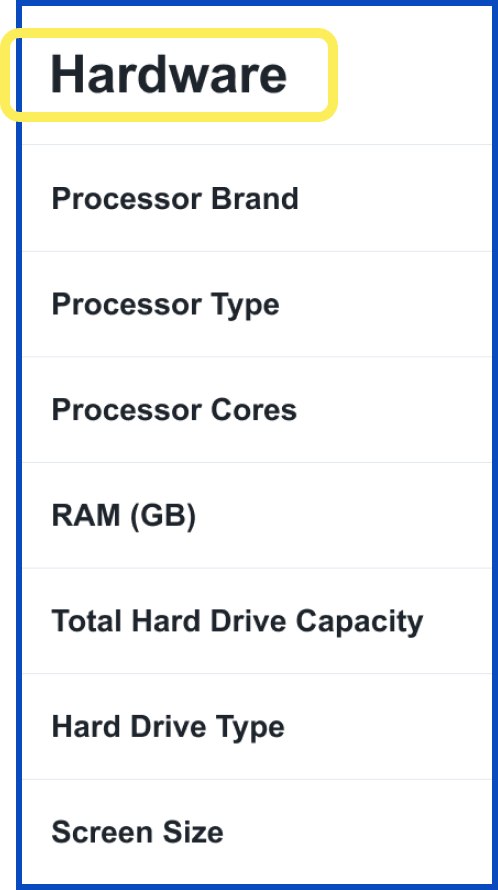 Hardware
Processor Brand
Processor Type
Processor Cores
RAM (GB)
Total Hard Drive Capacity
Hard Drive Type
Screen Size